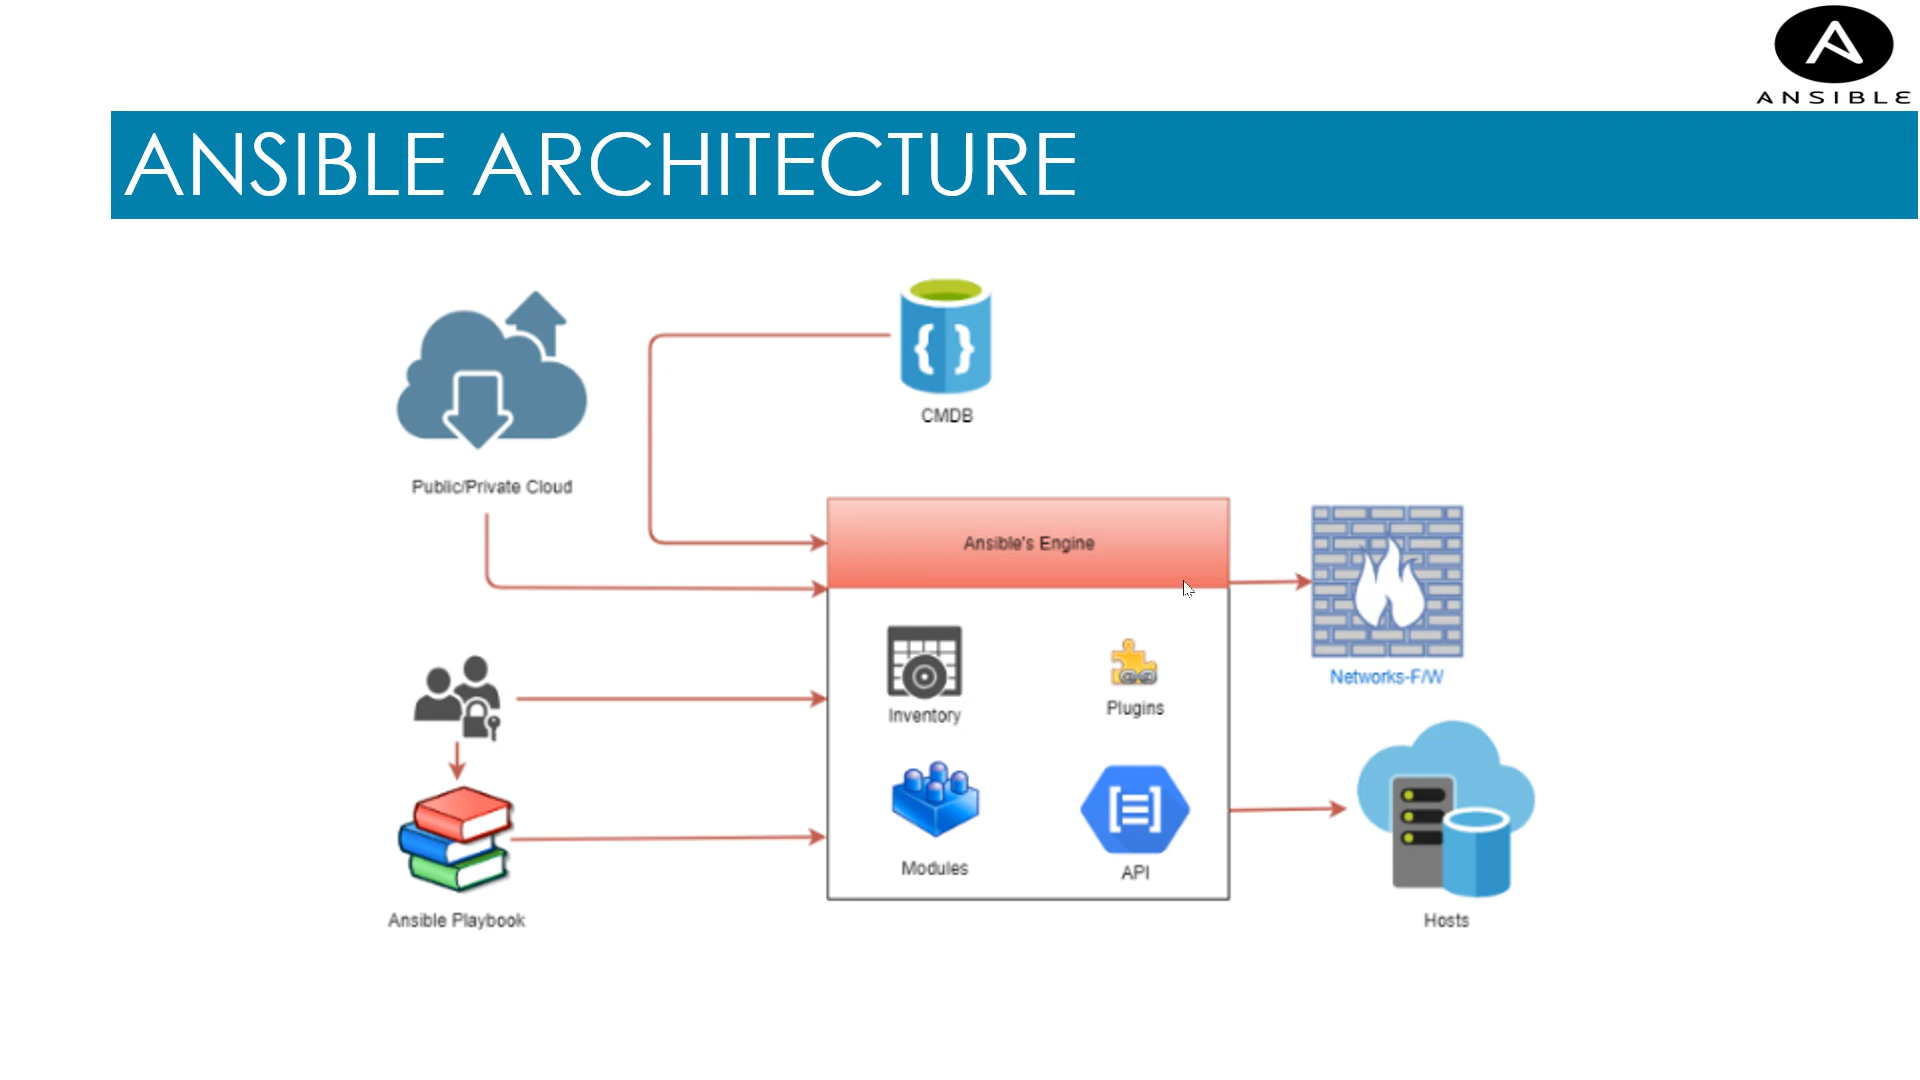 ANSIBLE
ANSIBLE ARCHITECTURE
CMDB
Public/Private Cloud
Ansible's Engine
Networks-F/W
Inventory
Plugins
Modules
API
Ansible Playbook
Hosts